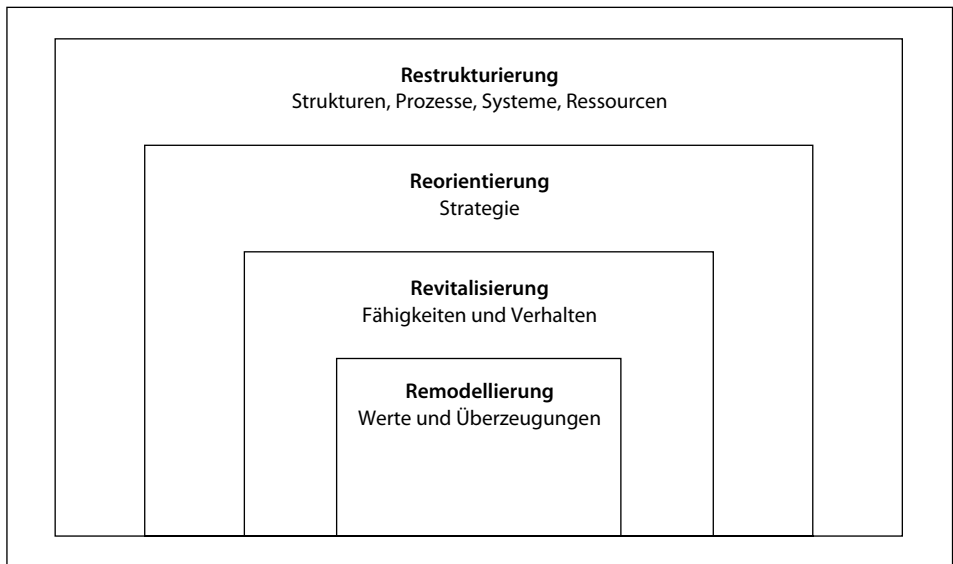 Restrukturierung
Strukturen, Prozesse, Systeme, Ressourcen
Reorientierung
Strategie
Revitalisierung
Fähigkeiten und Verhalten
Remodellierung
Werte und Überzeugungen